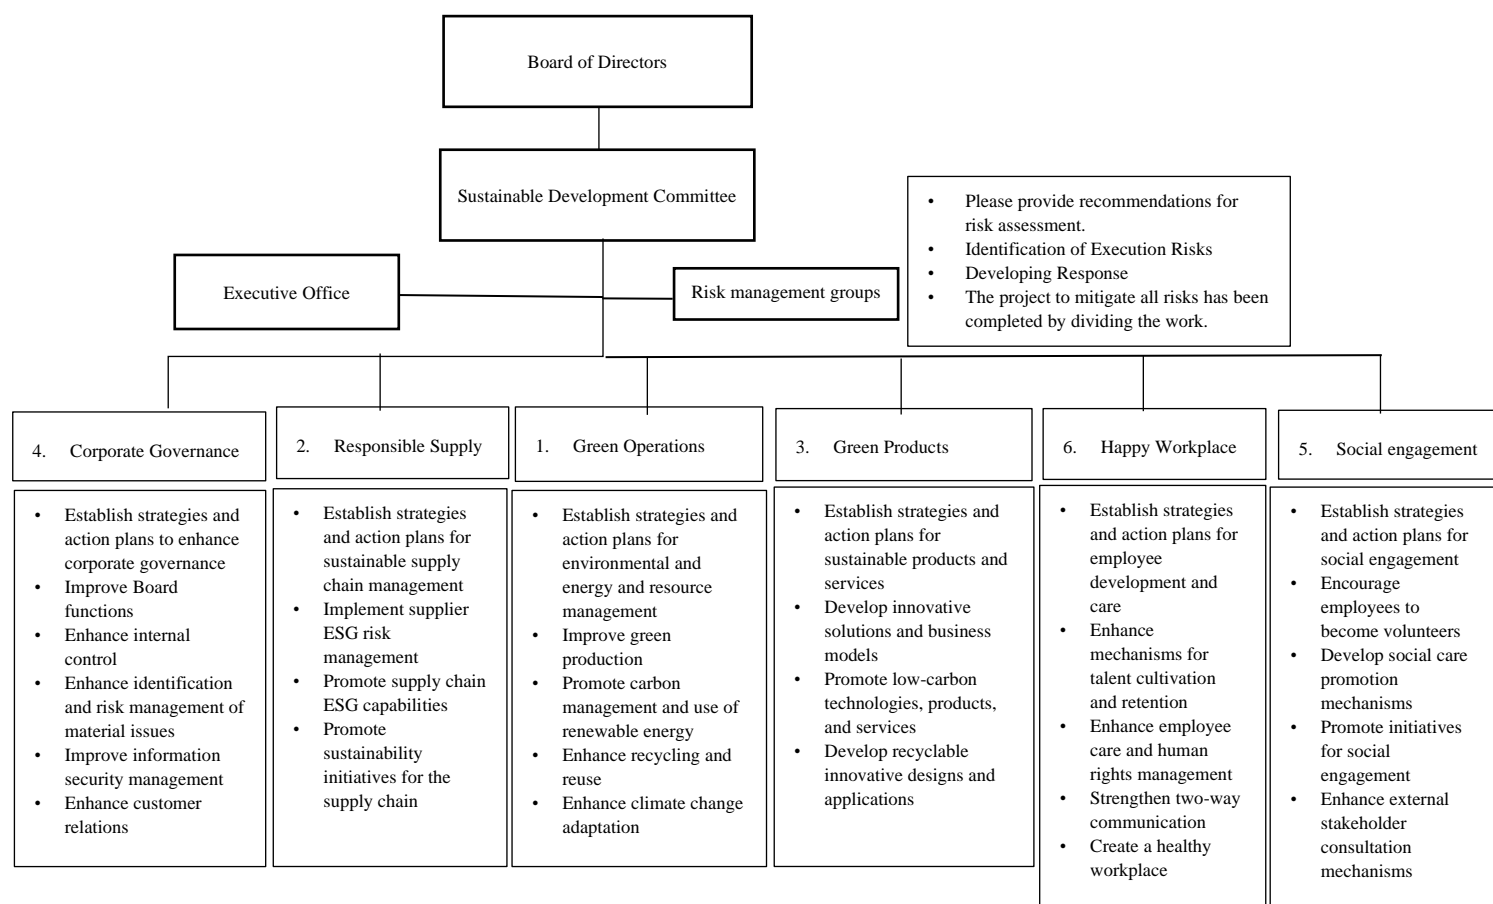 Board of Directors
Sustainable Development Committee
Executive Office
Risk management groups
• Please provide recommendations for
risk assessment.
• Identification of Execution Risks
• Developing Response
• The project to mitigate all risks has been
completed by dividing the work.
4. Corporate Governance
• Establish strategies and
action plans to enhance
corporate governance
• Improve Board
functions
• Enhance internal
control
• Enhance identification
and risk management of
material issues
• Improve information
security management
• Enhance customer
relations
2. Responsible Supply
• Establish strategies
and action plans for
sustainable supply
chain management
• Implement supplier
ESG risk
management
• Promote supply chain
ESG capabilities
• Promote
sustainability
initiatives for the
supply chain
1. Green Operations
• Establish strategies and
action plans for
environmental and
energy and resource
management
• Improve green
production
• Promote carbon
management and use of
renewable energy
• Enhance recycling and
reuse
• Enhance climate change
adaptation
3. Green Products
• Establish strategies and
action plans for
sustainable products and
services
• Develop innovative
solutions and business
models
• Promote low-carbon
technologies, products,
and services
• Develop recyclable
innovative designs and
applications
6. Happy Workplace
• Establish strategies
and action plans for
employee
development and
care
• Enhance
mechanisms for
talent cultivation
and retention
• Enhance employee
care and human
rights management
• Strengthen two-way
communication
• Create a healthy
workplace
5. Social engagement
• Establish strategies
and action plans for
social engagement
• Encourage
employees to
become volunteers
• Develop social care
promotion
mechanisms
• Promote initiatives
for social
engagement
• Enhance external
stakeholder
consultation
mechanisms